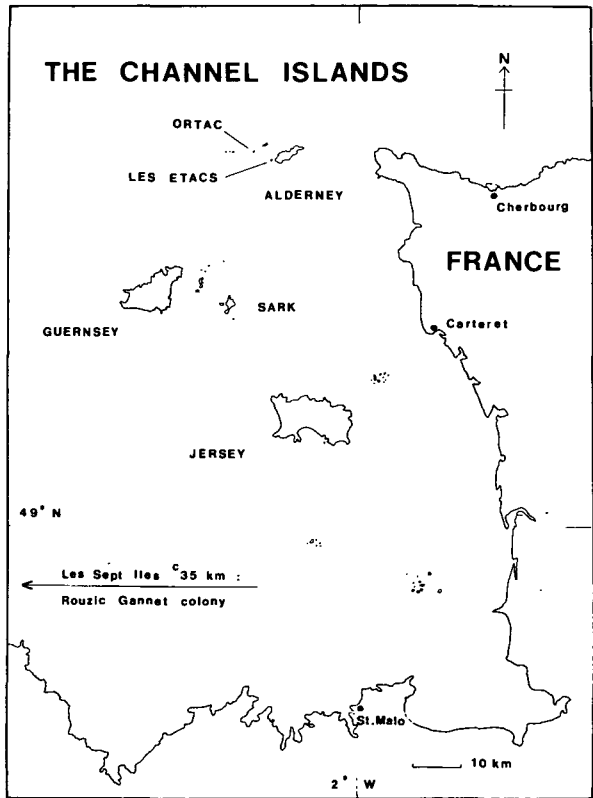 THE CHANNEL ISLANDS
N
ORTAC
LES ETACS
ALDERNEY
Cherbourg
FRANCE
GUERNSEY
SARK
Carteret
JERSEY
49° N
Les Sept Iles c35 km :
Rouzic Gannet colony
St.Malo
10 km
2° W